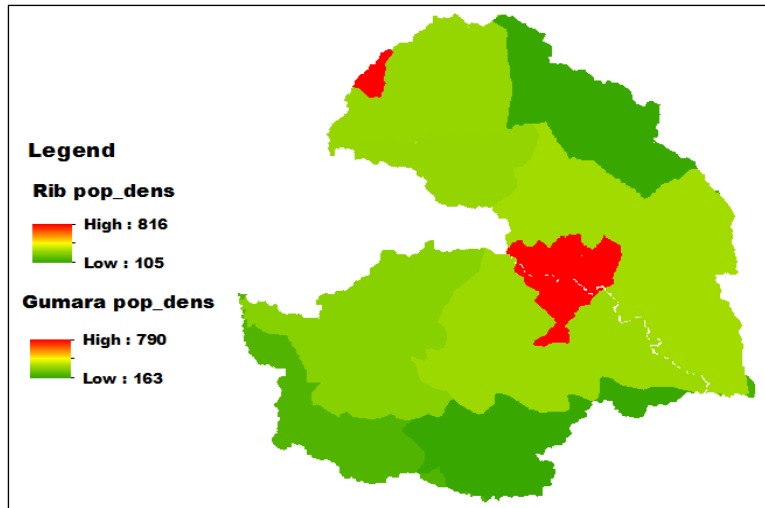 Legend
Rib pop_dens
High : 816
Low : 105
Gumara pop_dens
High : 790
Low : 163